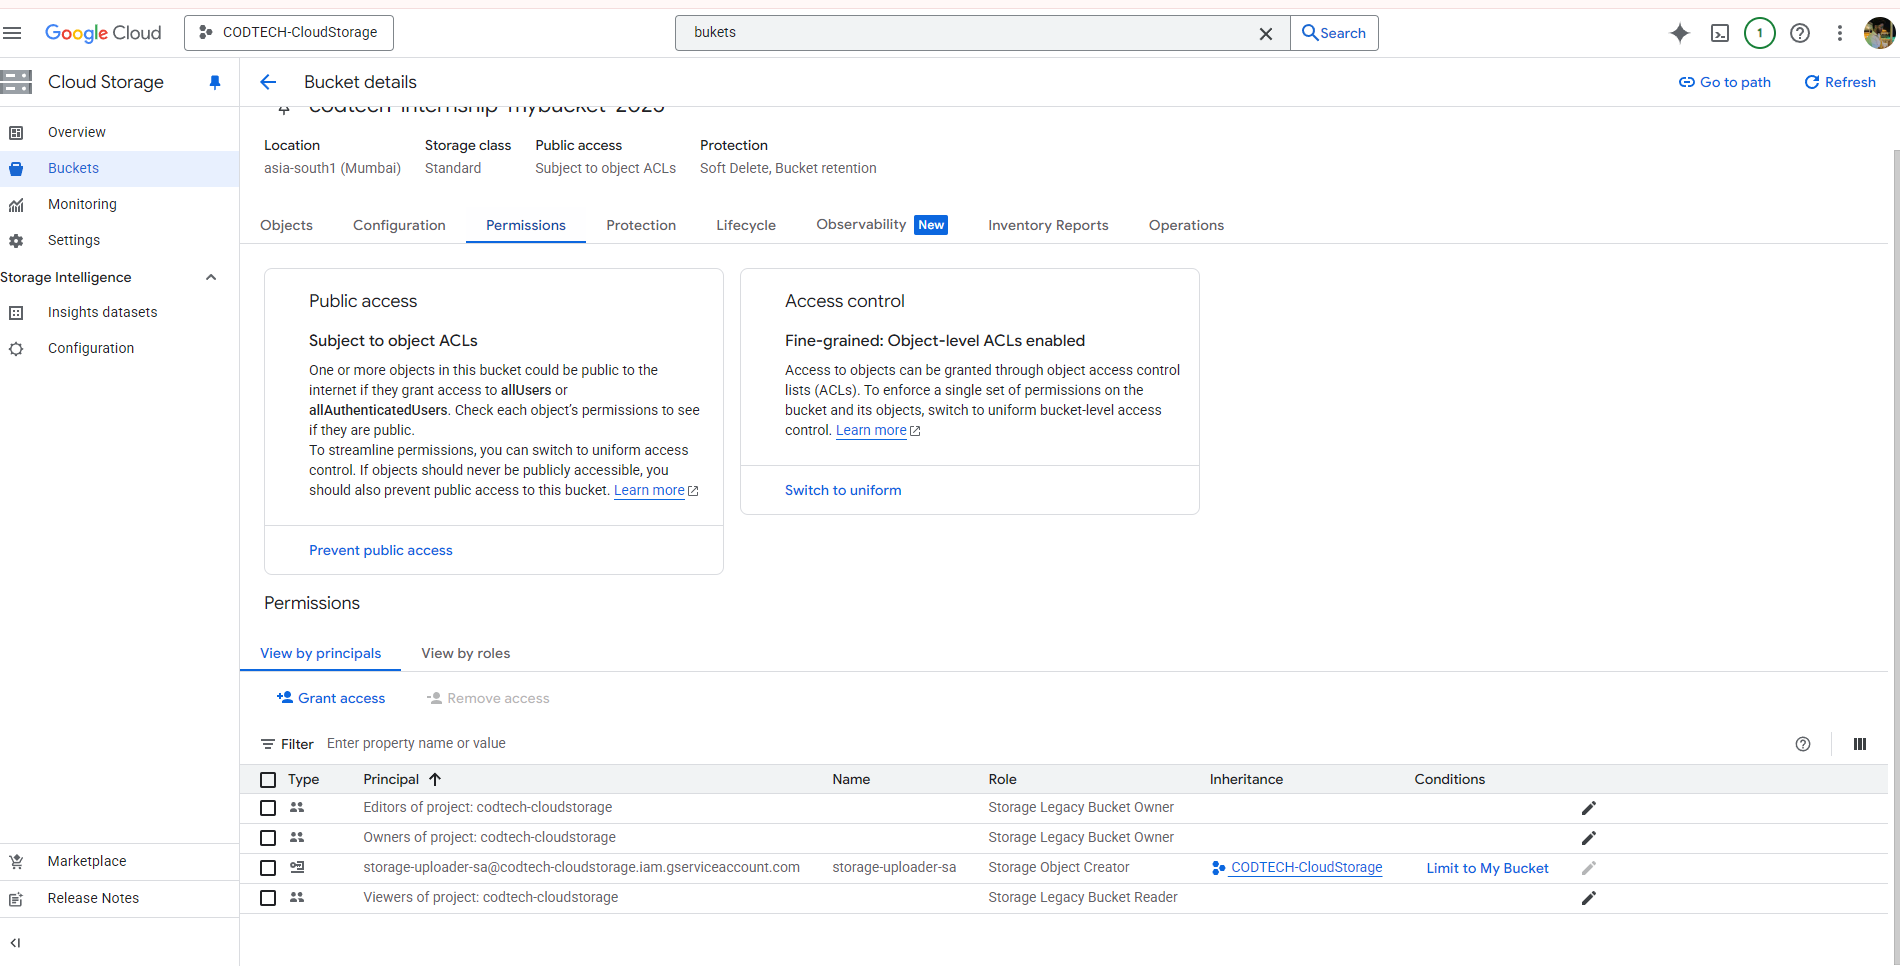 Google Cloud
CODTECH-CloudStorage
bukets
Search
1
Cloud Storage
Bucket details
Go to path
Refresh
codtech-internship-mybucket-2025
Overview
Buckets
Monitoring
Settings
Storage Intelligence
Insights datasets
Configuration
Marketplace
Release Notes
Location
Storage class
Public access
Protection
asia-south1 (Mumbai)
Standard
Subject to object ACLs
Soft Delete, Bucket retention
Objects
Configuration
Permissions
Protection
Lifecycle
Observability New
Inventory Reports
Operations
Public access
Subject to object ACLs
One or more objects in this bucket could be public to the
internet if they grant access to allUsers or
allAuthenticatedUsers. Check each object's permissions to see
if they are public.
To streamline permissions, you can switch to uniform access
control. If objects should never be publicly accessible, you
should also prevent public access to this bucket. Learn more
Prevent public access
Access control
Fine-grained: Object-level ACLs enabled
Access to objects can be granted through object access control
lists (ACLs). To enforce a single set of permissions on the
bucket and its objects, switch to uniform bucket-level access
control. Learn more
Switch to uniform
Permissions
View by principals
View by roles
Grant access
Remove access
Filter Enter property name or value
Type Principal Name Role Inheritance Conditions
Editors of project: codtech-cloudstorage Storage Legacy Bucket Owner
Owners of project: codtech-cloudstorage Storage Legacy Bucket Owner
storage-uploader-sa@codtech-cloudstorage.iam.gserviceaccount.com storage-uploader-sa Storage Object Creator CODTECH-CloudStorage Limit to My Bucket
Viewers of project: codtech-cloudstorage Storage Legacy Bucket Reader